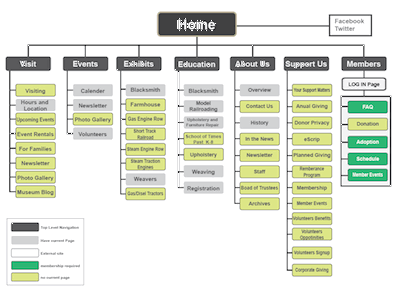 Home
Facebook
Twitter
Visit
Events
Exhibits
Education
About Us
Support Us
Members
Visiting
Hours and
Location
Upcoming Events
Event Rentals
For Families
Newsletter
Photo Gallery
Museum Blog
Calender
Newsletter
Photo Gallery
Volunteers
Blacksmith
Farmhouse
Gas Engine Row
Short Track
Railroad
Steam Engine Row
Steam Traction
Engines
Weavers
Gas/Disel Tractors
Blacksmith
Model
Railroading
Upholstery and
Furniture Repair
School of Times
Past K-8
Upholstery
Weaving
Registration
Overview
Contact Us
History
In the News
Newsletter
Staff
Board of Trustees
Archives
Your Support Matters
Anual Giving
Donor Privacy
eScrip
Planned Giving
Remberance
Program
Membership
Member Events
Volunteers Benefits
Volunteers
Oppotinities
Volunteers Signup
Corporate Giving
LOG IN Page
FAQ
Donation
Adoption
Schedule
Member Events
Top Level Navigation
Have current Page
External site
membership required
no current page